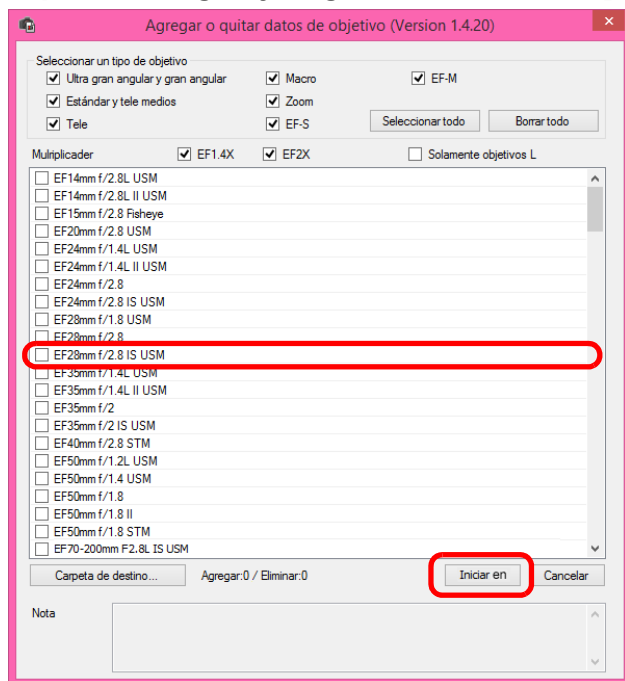 Agregar o quitar datos de objetivo (Version 1.4.20)
Seleccionar un tipo de objetivo
Ultra gran angular y gran angular Macro EF-M
Estándar y tele medios Zoom
Tele EF-S Seleccionar todo Borrar todo
Mulriplicader EF1.4X EF2X Solamente objetivos L
EF14mm f/2.8L USM
EF14mm f/2.8L II USM
EF15mm f/2.8 Fisheye
EF20mm f/2.8 USM
EF24mm f/1.4L USM
EF24mm f/1.4L II USM
EF24mm f/2.8
EF24mm f/2.8 IS USM
EF28mm f/1.8 USM
EF28mm f/2.8
EF28mm f/2.8 IS USM
EF35mm f/1.4L USM
EF35mm f/1.4L II USM
EF35mm f/2
EF35mm f/2 IS USM
EF40mm f/2.8 STM
EF50mm f/1.2L USM
EF50mm f/1.4 USM
EF50mm f/1.8
EF50mm f/1.8 II
EF50mm f/1.8 STM
EF70-200mm F2.8L IS USM
Carpeta de destino... Agregar:0 / Eliminar:0 Iniciar en Cancelar
Nota